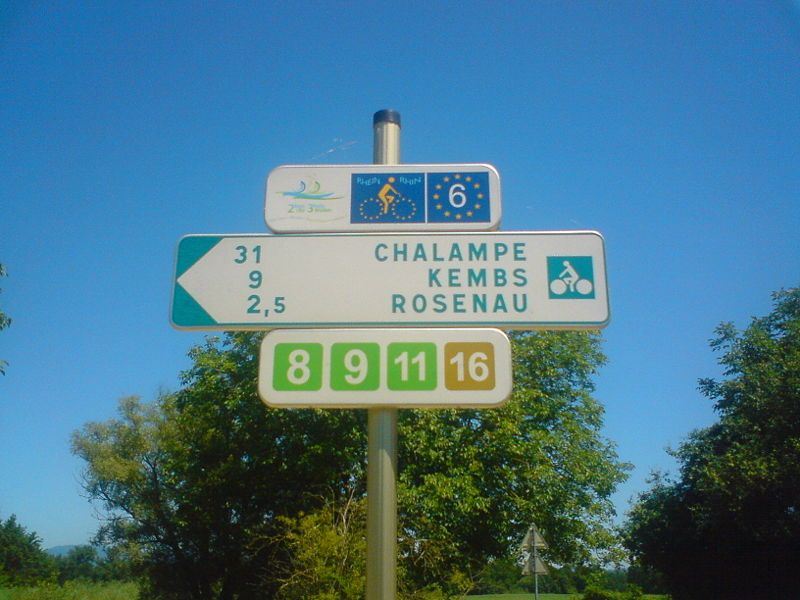 RHEIN RHIN 6
31 CHALAMPE
9 KEMBS
2,5 ROSENAU
8 9 11 16